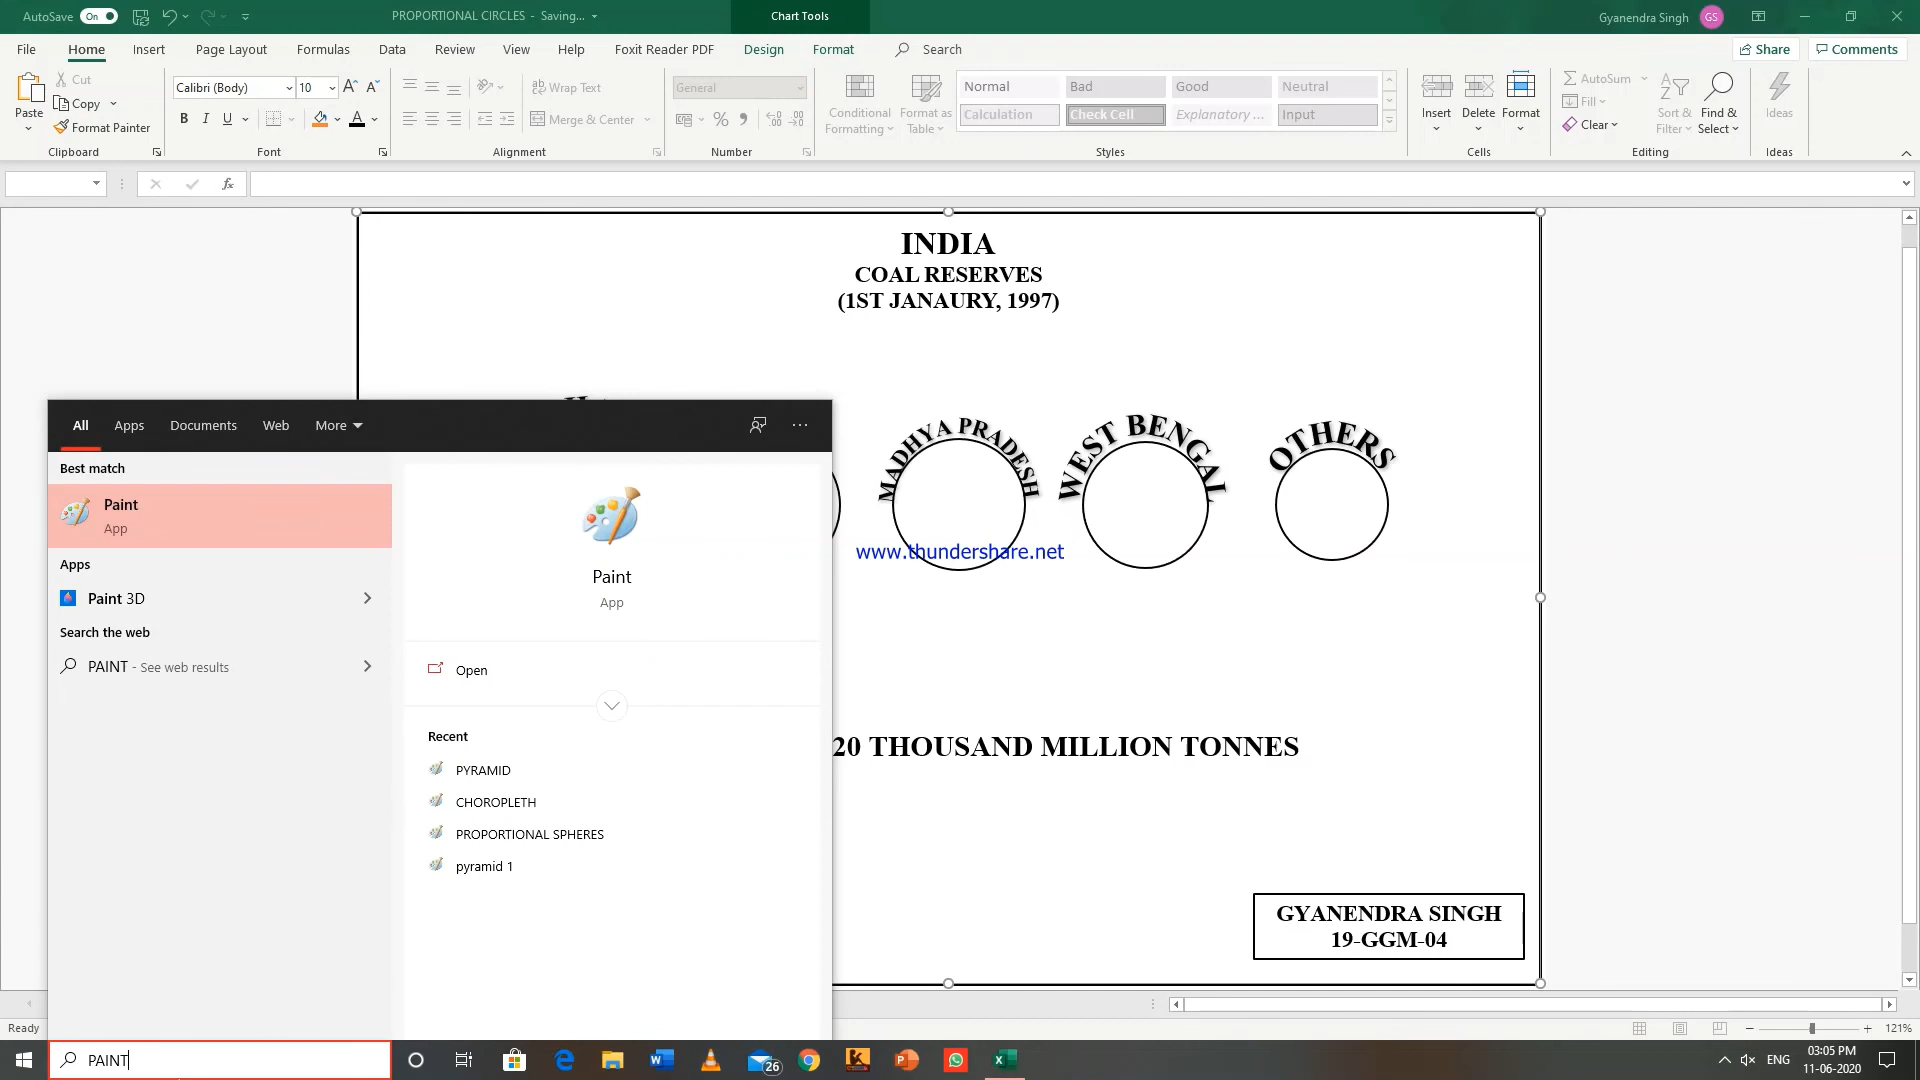 AutoSave On PROPORTIONAL CIRCLES - Saving... Chart Tools Gyanendra Singh GS
File Home Insert Page Layout Formulas Data Review View Help Foxit Reader PDF Design Format Search Share Comments
Paste
Cut
Copy
Format Painter
Clipboard
Calibri (Body) 10
B I U
Font
Wrap Text
Merge & Center
Alignment
General
Number
Conditional Formatting
Format as Table
Normal Bad Good Neutral
Calculation Check Cell Explanatory ... Input
Styles
Insert Delete Format
Cells
AutoSum
Fill
Clear
Sort & Filter
Find & Select
Editing
Ideas
Ideas
fx
INDIA
COAL RESERVES
(1ST JANAURY, 1997)
MADHYA PRADESH WEST BENGAL OTHERS
www.thundershare.net
20 THOUSAND MILLION TONNES
GYANENDRA SINGH
19-GGM-04
All Apps Documents Web More
Best match
Paint
App
Apps
Paint 3D
Search the web
PAINT - See web results
Paint
App
Open
Recent
PYRAMID
CHOROPLETH
PROPORTIONAL SPHERES
pyramid 1
Ready
121%
PAINT
26
ENG
03:05 PM
11-06-2020